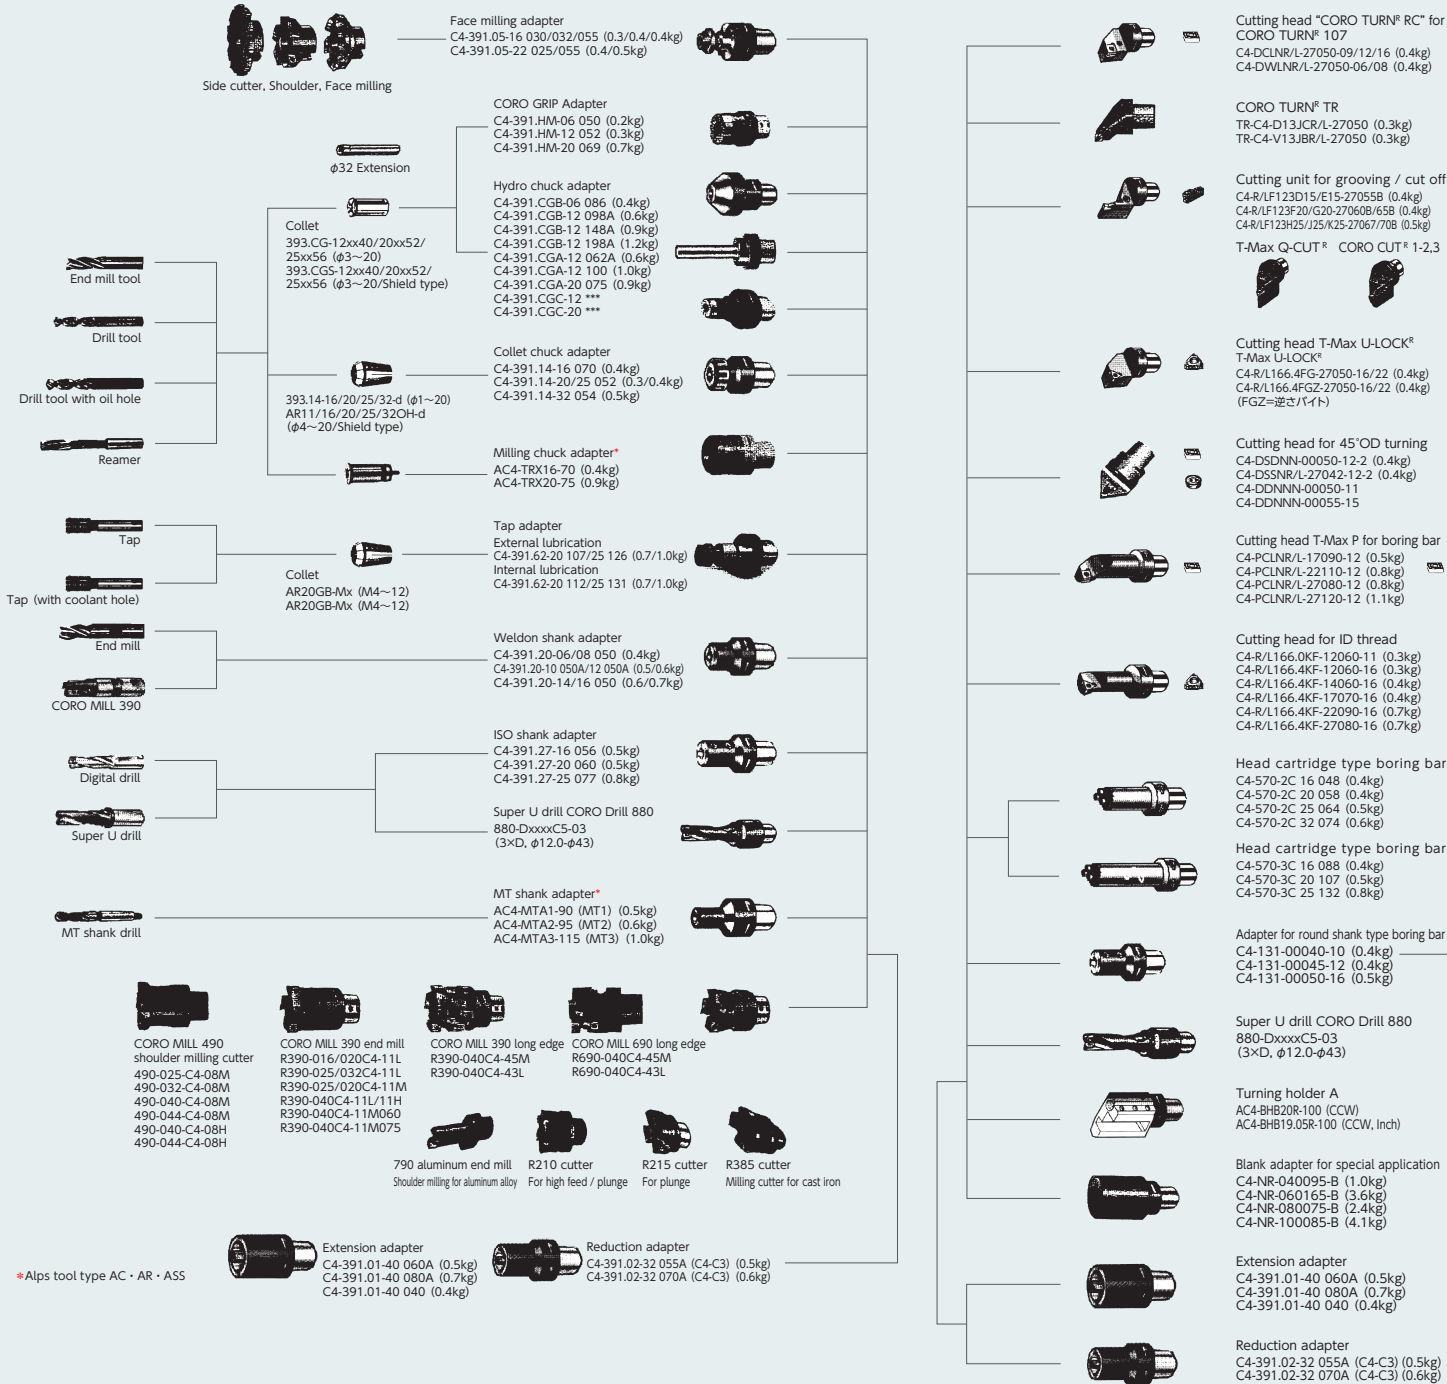 Face milling adapter
C4-391.05-16 030/032/055 (0.3/0.4/0.4kg)
C4-391.05-22 025/055 (0.4/0.5kg)
Side cutter, Shoulder, Face milling
CORO GRIP Adapter
C4-391.HM-06 050 (0.2kg)
C4-391.HM-12 052 (0.3kg)
C4-391.HM-20 069 (0.7kg)
φ32 Extension
Hydro chuck adapter
C4-391.CGB-06 086 (0.4kg)
C4-391.CGB-12 098A (0.6kg)
C4-391.CGB-12 148A (0.9kg)
C4-391.CGB-12 198A (1.2kg)
C4-391.CGA-12 062A (0.6kg)
C4-391.CGA-12 100 (1.0kg)
C4-391.CGA-20 075 (0.9kg)
C4-391.CGC-12 ***
C4-391.CGC-20 ***
Collet
393.CG-12xx40/20xx52/
25xx56 (φ3～20)
393.CGS-12xx40/20xx52/
25xx56 (φ3～20/Shield type)
End mill tool
Drill tool
Drill tool with oil hole
Reamer
Collet chuck adapter
C4-391.14-16 070 (0.4kg)
C4-391.14-20/25 052 (0.3/0.4kg)
C4-391.14-32 054 (0.5kg)
393.14-16/20/25/32-d (φ1～20)
AR11/16/20/25/32OH-d
(φ4～20/Shield type)
Milling chuck adapter*
AC4-TRX16-70 (0.4kg)
AC4-TRX20-75 (0.9kg)
Tap
Tap (with coolant hole)
Tap adapter
External lubrication
C4-391.62-20 107/25 126 (0.7/1.0kg)
Internal lubrication
C4-391.62-20 112/25 131 (0.7/1.0kg)
Collet
AR20GB-Mx (M4～12)
AR20GB-Mx (M4～12)
End mill
CORO MILL 390
Weldon shank adapter
C4-391.20-06/08 050 (0.4kg)
C4-391.20-10 050A/12 050A (0.5/0.6kg)
C4-391.20-14/16 050 (0.6/0.7kg)
Digital drill
Super U drill
ISO shank adapter
C4-391.27-16 056 (0.5kg)
C4-391.27-20 060 (0.5kg)
C4-391.27-25 077 (0.8kg)
Super U drill CORO Drill 880
880-DxxxxC5-03
(3×D, φ12.0-φ43)
MT shank drill
MT shank adapter*
AC4-MTA1-90 (MT1) (0.5kg)
AC4-MTA2-95 (MT2) (0.6kg)
AC4-MTA3-115 (MT3) (1.0kg)
CORO MILL 490
shoulder milling cutter
490-025-C4-08M
490-032-C4-08M
490-040-C4-08M
490-044-C4-08M
490-040-C4-08H
490-044-C4-08H
CORO MILL 390 end mill
R390-016/020C4-11L
R390-025/032C4-11L
R390-025/020C4-11M
R390-040C4-11L/11H
R390-040C4-11M060
R390-040C4-11M075
CORO MILL 390 long edge
R390-040C4-45M
R390-040C4-43L
CORO MILL 690 long edge
R690-040C4-45M
R690-040C4-43L
790 aluminum end mill
Shoulder milling for aluminum alloy
R210 cutter
For high feed / plunge
R215 cutter
For plunge
R385 cutter
Milling cutter for cast iron
Extension adapter
C4-391.01-40 060A (0.5kg)
C4-391.01-40 080A (0.7kg)
C4-391.01-40 040 (0.4kg)
Reduction adapter
C4-391.02-32 055A (C4-C3) (0.5kg)
C4-391.02-32 070A (C4-C3) (0.6kg)
*Alps tool type AC・AR・ASS
Cutting head "CORO TURNᴿ RC" for
CORO TURNᴿ 107
C4-DCLNR/L-27050-09/12/16 (0.4kg)
C4-DWLNR/L-27050-06/08 (0.4kg)
CORO TURNᴿ TR
TR-C4-D13JCR/L-27050 (0.3kg)
TR-C4-V13JBR/L-27050 (0.3kg)
Cutting unit for grooving / cut off
C4-R/LF123D15/E15-27055B (0.4kg)
C4-R/LF123F20/G20-27060B/65B (0.4kg)
C4-R/LF123H25/J25/K25-27067/70B (0.5kg)
T-Max Q-CUTᴿ CORO CUTᴿ 1-2,3
Cutting head T-Max U-LOCKᴿ
T-Max U-LOCKᴿ
C4-R/L166.4FG-27050-16/22 (0.4kg)
C4-R/L166.4FGZ-27050-16/22 (0.4kg)
(FGZ=逆さバイト)
Cutting head for 45°OD turning
C4-DSDNN-00050-12-2 (0.4kg)
C4-DSSNR/L-27042-12-2 (0.4kg)
C4-DDNNN-00050-11
C4-DDNNN-00055-15
Cutting head T-Max P for boring bar
C4-PCLNR/L-17090-12 (0.5kg)
C4-PCLNR/L-22110-12 (0.8kg)
C4-PCLNR/L-27080-12 (0.8kg)
C4-PCLNR/L-27120-12 (1.1kg)
Cutting head for ID thread
C4-R/L166.0KF-12060-11 (0.3kg)
C4-R/L166.4KF-12060-16 (0.3kg)
C4-R/L166.4KF-14060-16 (0.4kg)
C4-R/L166.4KF-17070-16 (0.4kg)
C4-R/L166.4KF-22090-16 (0.7kg)
C4-R/L166.4KF-27080-16 (0.7kg)
Head cartridge type boring bar
C4-570-2C 16 048 (0.4kg)
C4-570-2C 20 058 (0.4kg)
C4-570-2C 25 064 (0.5kg)
C4-570-2C 32 074 (0.6kg)
Head cartridge type boring bar
C4-570-3C 16 088 (0.4kg)
C4-570-3C 20 107 (0.5kg)
C4-570-3C 25 132 (0.8kg)
Adapter for round shank type boring bar
C4-131-00040-10 (0.4kg)
C4-131-00045-12 (0.4kg)
C4-131-00050-16 (0.5kg)
Super U drill CORO Drill 880
880-DxxxxC5-03
(3×D, φ12.0-φ43)
Turning holder A
AC4-BHB20R-100 (CCW)
AC4-BHB19.05R-100 (CCW, Inch)
Blank adapter for special application
C4-NR-040095-B (1.0kg)
C4-NR-060165-B (3.6kg)
C4-NR-080075-B (2.4kg)
C4-NR-100085-B (4.1kg)
Extension adapter
C4-391.01-40 060A (0.5kg)
C4-391.01-40 080A (0.7kg)
C4-391.01-40 040 (0.4kg)
Reduction adapter
C4-391.02-32 055A (C4-C3) (0.5kg)
C4-391.02-32 070A (C4-C3) (0.6kg)